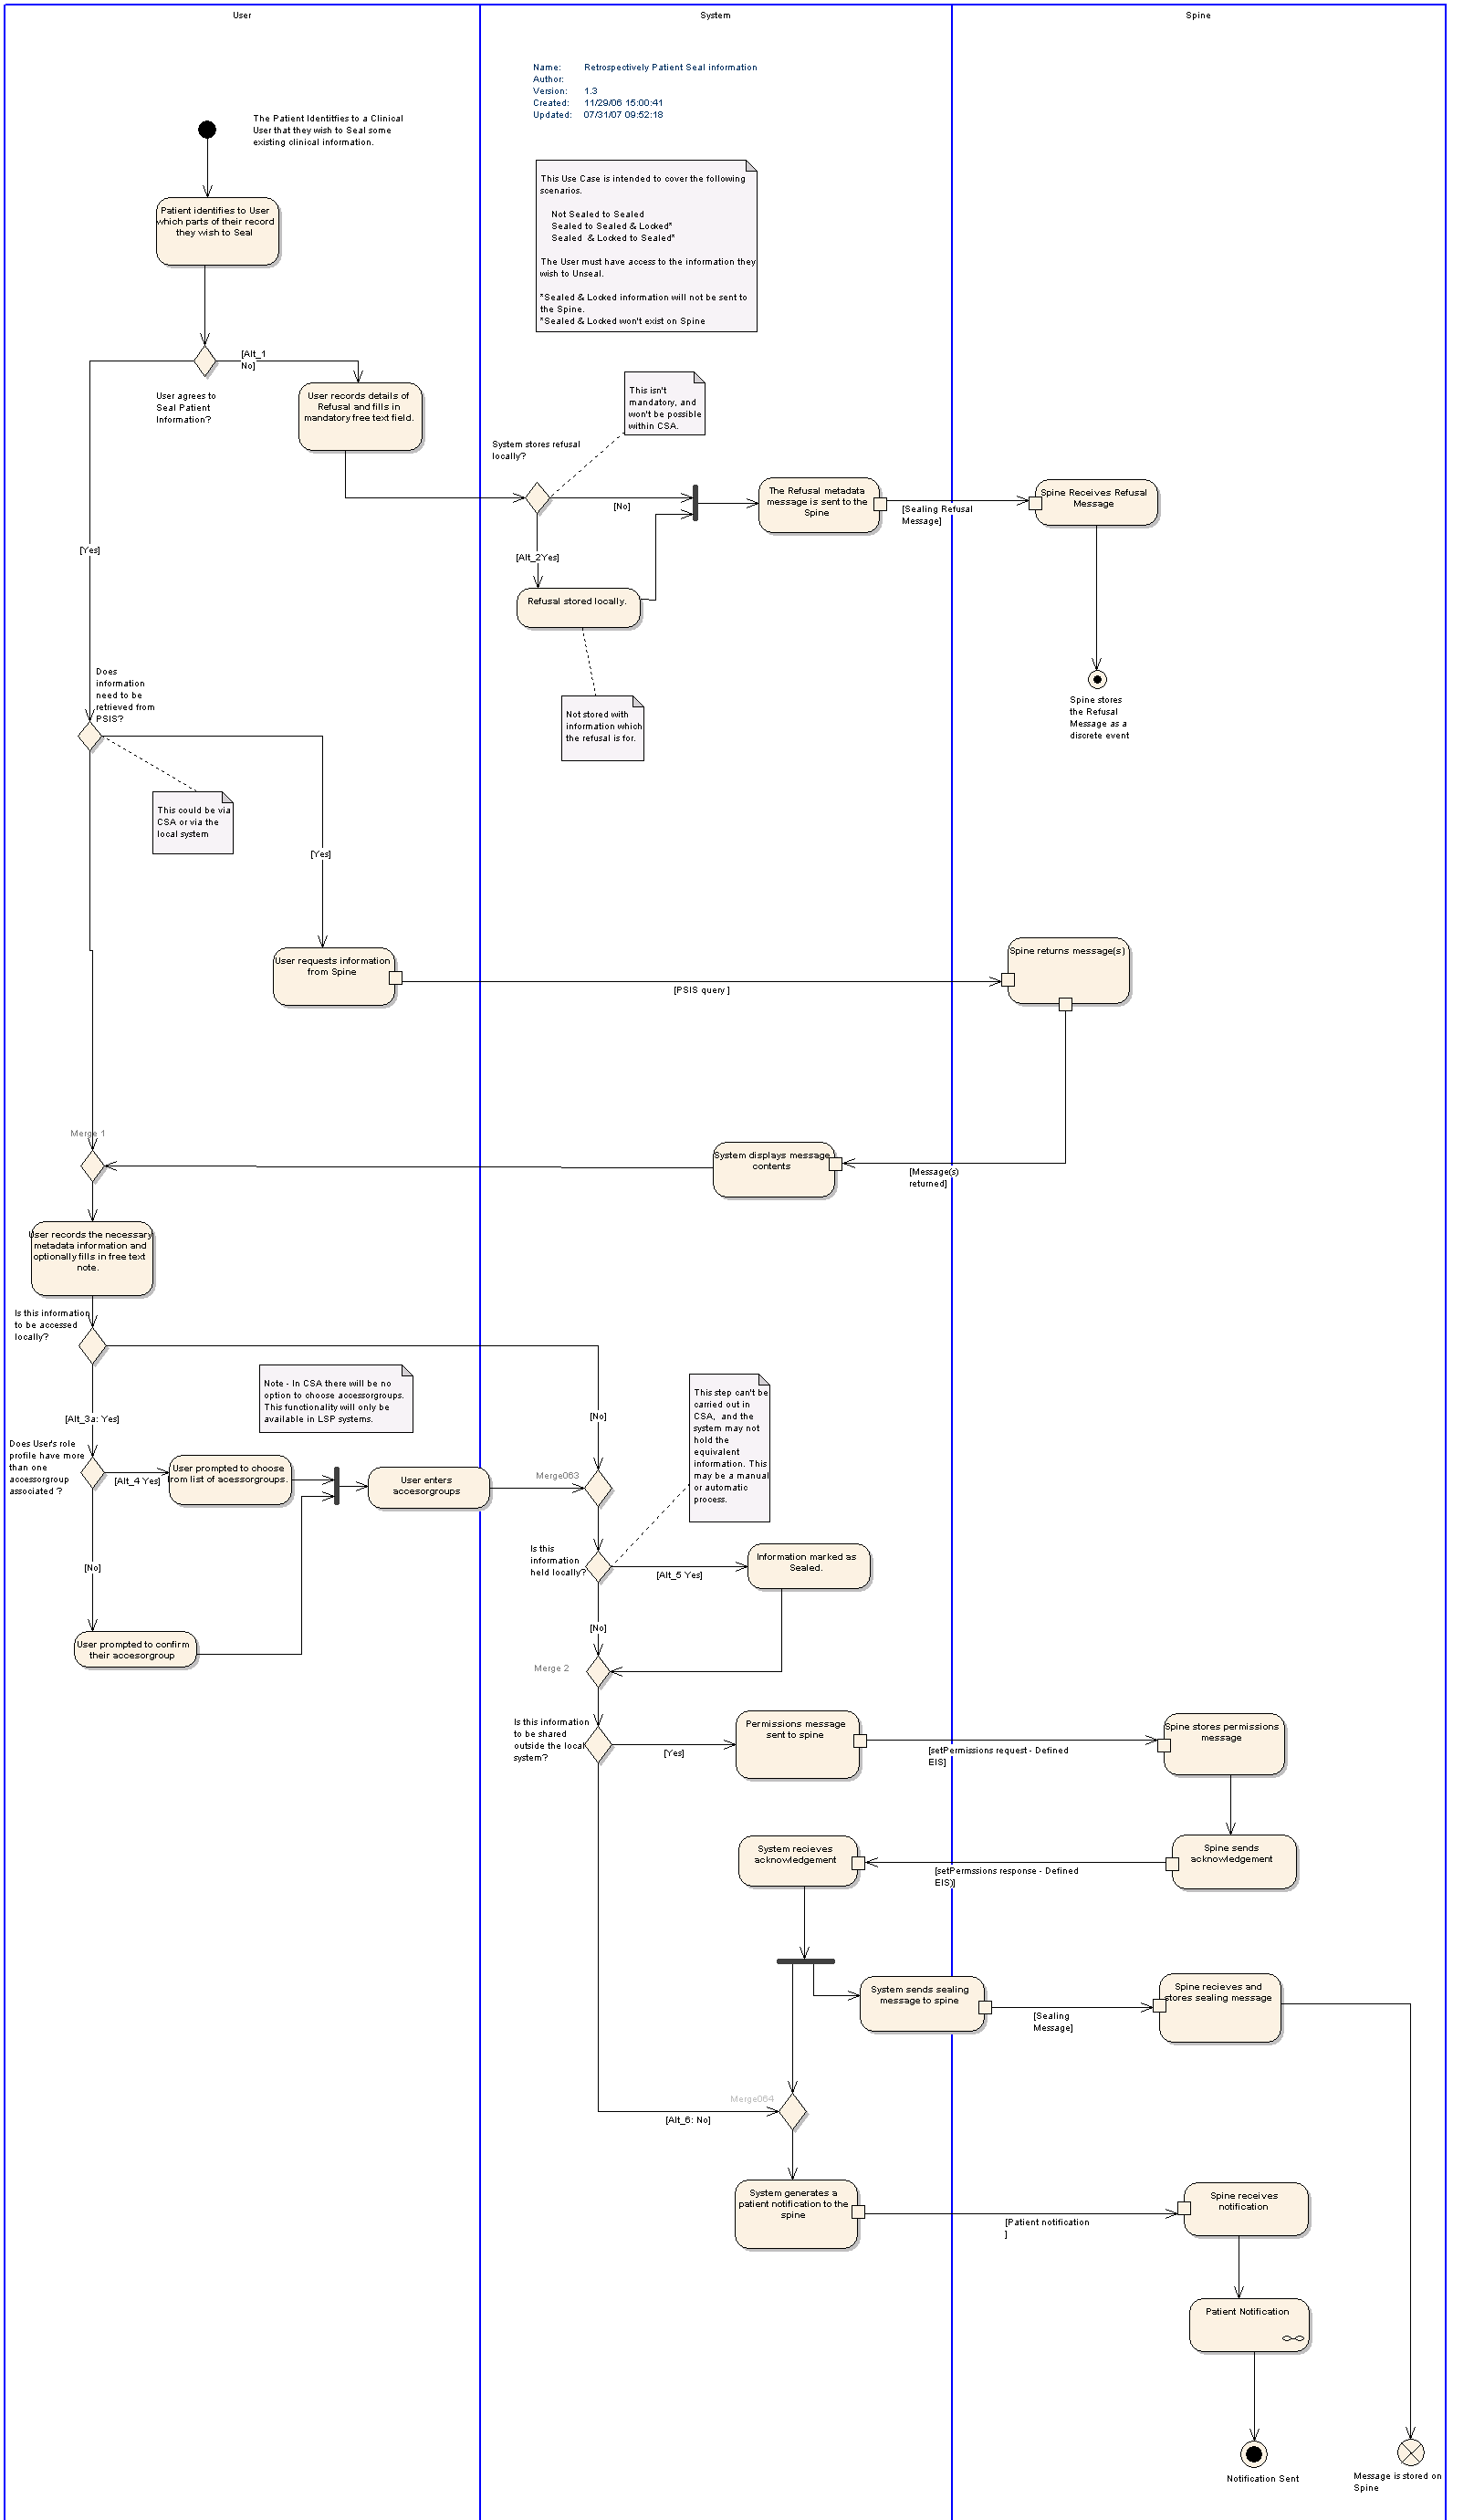 User
System
Spine
Name: Retrospectively Patient Seal information
Author:
Version: 1.3
Created: 11/29/06 15:00:41
Updated: 07/31/07 09:52:18
The Patient Identitfies to a Clinical
User that they wish to Seal some
existing clinical information.
Patient identifies to User
which parts of their record
they wish to Seal
This Use Case is intended to cover the following
scenarios.
Not Sealed to Sealed
Sealed to Sealed & Locked*
Sealed & Locked to Sealed*
The User must have access to the information they
wish to Unseal.
*Sealed & Locked information will not be sent to
the Spine.
*Sealed & Locked won't exist on Spine
[Alt_1
No]
User agrees to
Seal Patient
Information?
User records details of
Refusal and fills in
mandatory free text field.
This isn't
mandatory, and
won't be possible
within CSA.
System stores refusal
locally?
[No]
The Refusal metadata
message is sent to the
Spine
[Sealing Refusal
Message]
Spine Receives Refusal
Message
[Yes]
[Alt_2Yes]
Refusal stored locally.
Not stored with
information which
the refusal is for.
Spine stores
the Refusal
Message as a
discrete event
Does
information
need to be
retrieved from
PSIS?
This could be via
CSA or via the
local system
[Yes]
User requests information
from Spine
[PSIS query ]
Spine returns message(s)
Merge 1
System displays message
contents
[Message(s)
returned]
User records the necessary
metadata information and
optionally fills in free text
note.
Is this information
to be accessed
locally?
Note - In CSA there will be no
option to choose accessorgroups.
This functionality will only be
available in LSP systems.
This step can't be
carried out in
CSA, and the
system may not
hold the
equivalent
information. This
may be a manual
or automatic
process.
[Alt_3a: Yes]
[No]
Does User's role
profile have more
than one
accessorgroup
associated ?
[Alt_4 Yes]
User prompted to choose
from list of acessorgroups.
User enters
accesorgroups
Merge063
Is this
information
held locally?
[Alt_5 Yes]
Information marked as
Sealed.
[No]
[No]
User prompted to confirm
their accesorgroup
Merge 2
Is this information
to be shared
outside the local
system?
[Yes]
Permissions message
sent to spine
[setPermissions request - Defined
EIS]
Spine stores permissions
message
System recieves
acknowledgement
[setPermssions response - Defined
EIS)]
Spine sends
acknowledgement
System sends sealing
message to spine
[Sealing
Message]
Spine recieves and
stores sealing message
Merge064
[Alt_6: No]
System generates a
patient notification to the
spine
[Patient notification
]
Spine receives
notification
Patient Notification
Notification Sent
Message is stored on
Spine